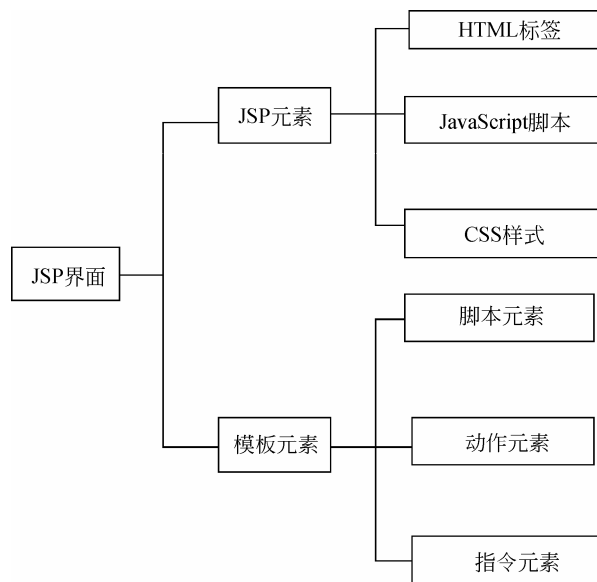 HTML标签
JSP元素
JavaScript脚本
CSS样式
JSP界面
脚本元素
模板元素
动作元素
指令元素